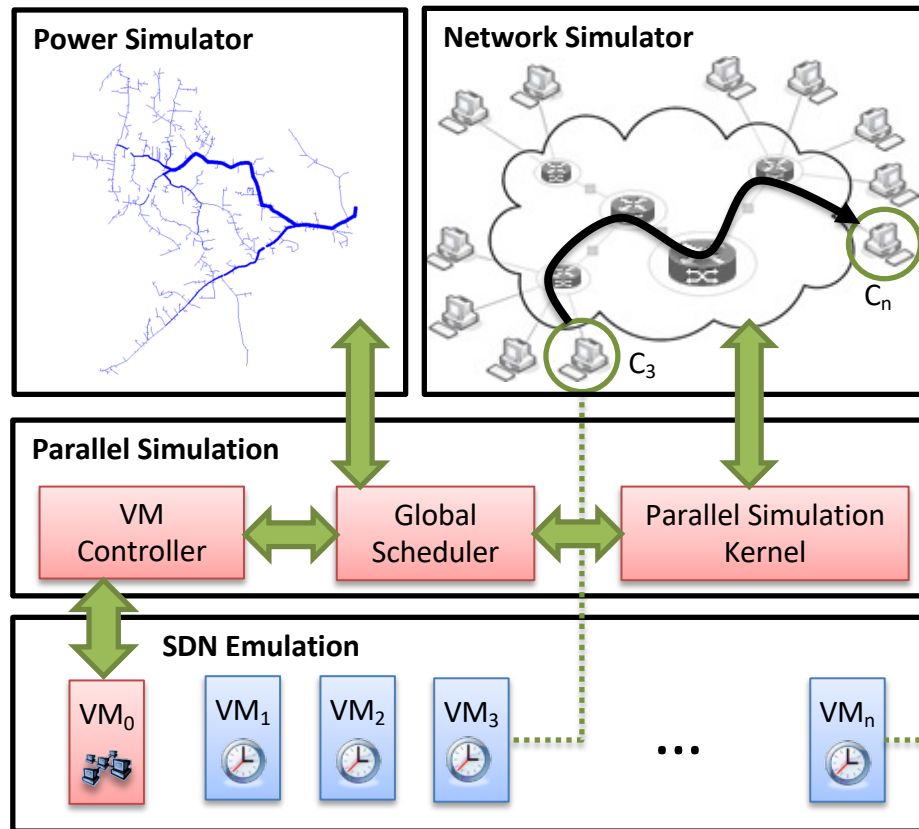 Power Simulator
Network Simulator
Cₙ
C₃
Parallel Simulation
VM
Controller
Global
Scheduler
Parallel Simulation
Kernel
SDN Emulation
VM₀
VM₁
VM₂
VM₃
...
VMₙ